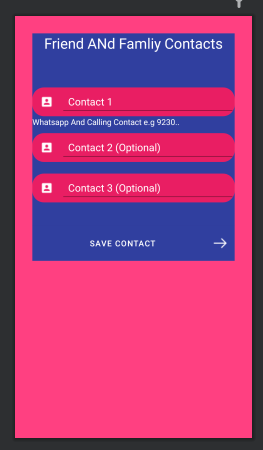 Friend ANd Famliy Contacts
Contact 1
Whatsapp And Calling Contact e.g 9230..
Contact 2 (Optional)
Contact 3 (Optional)
SAVE CONTACT